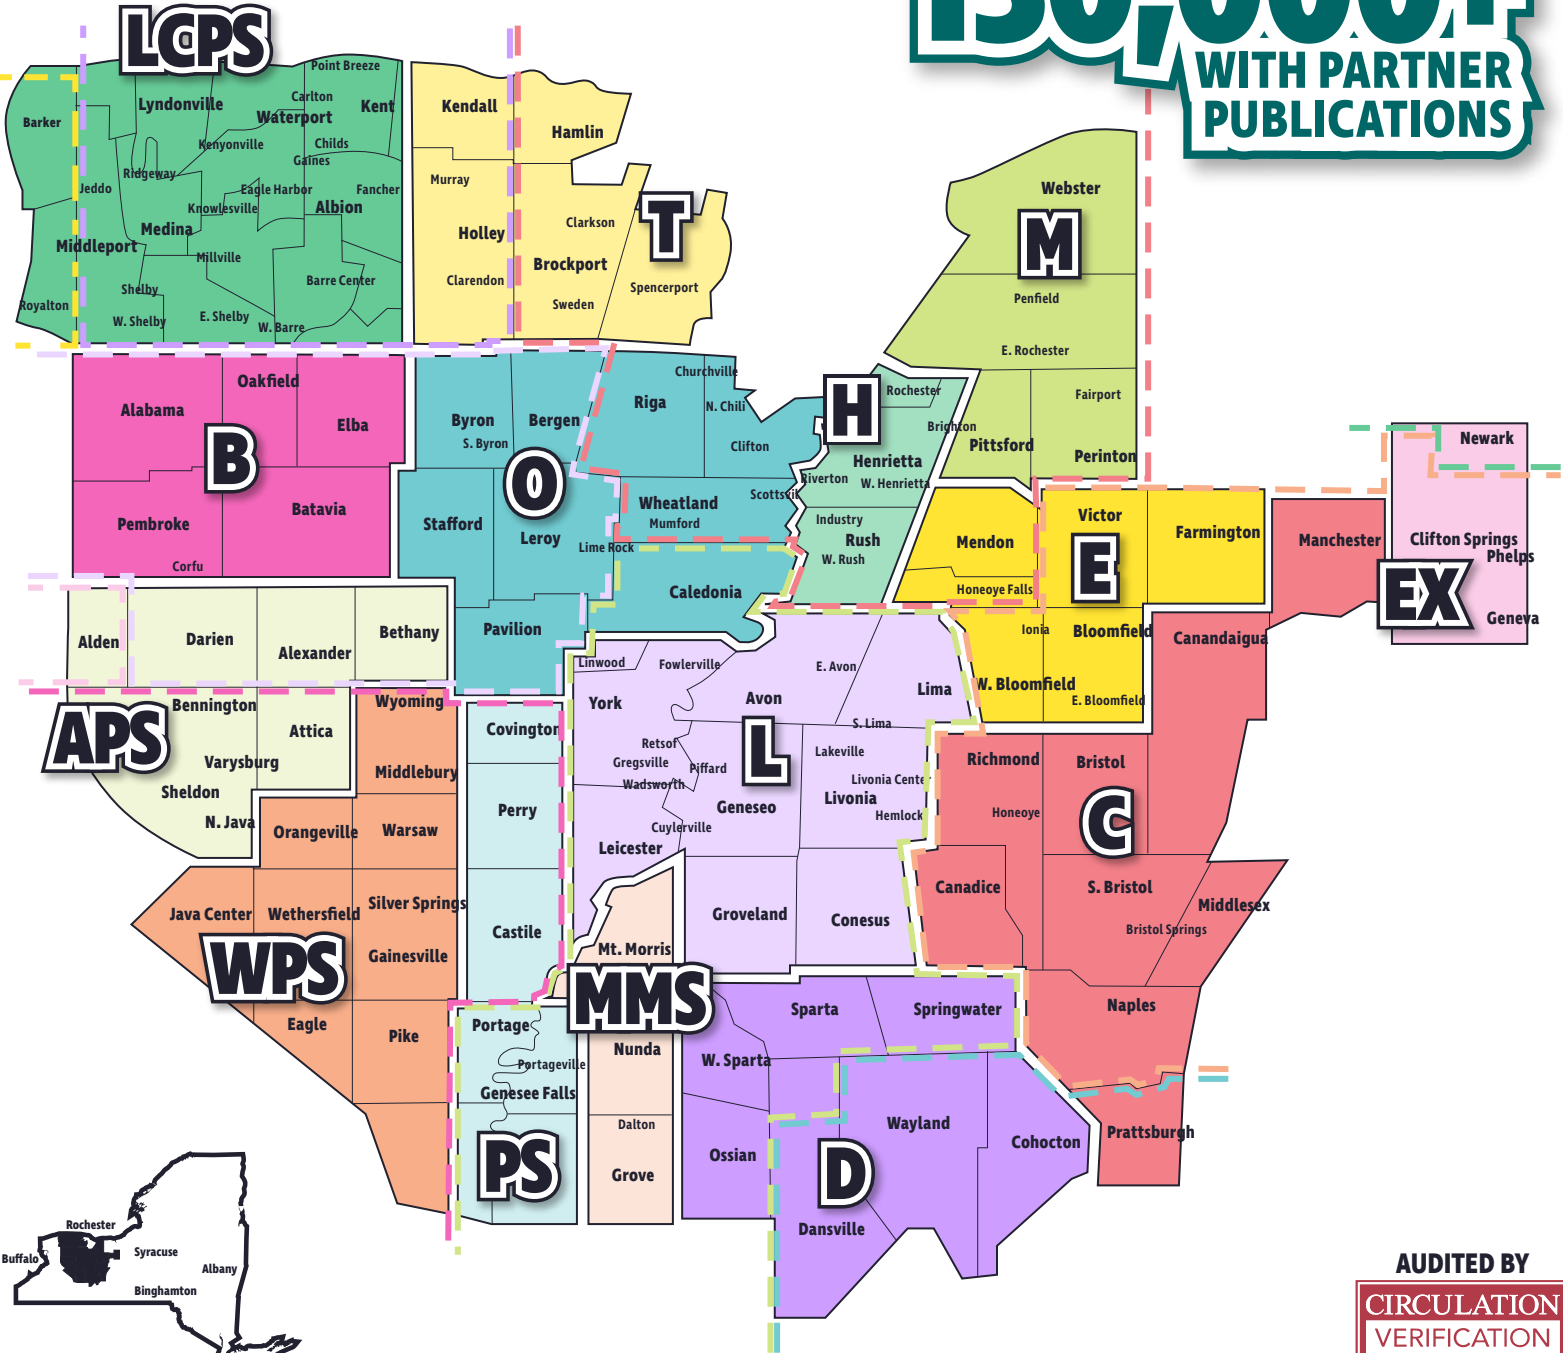 130,000+
WITH PARTNER
PUBLICATIONS
LCPS
Point Breeze
Lyndonville
Carlton
Waterport
Kent
Barker
Kenyonville
Childs
Gaines
Ridgeway
Jeddo
Eagle Harbor
Fancher
Knowlesville
Albion
Medina
Middleport
Millville
Shelby
Barre Center
Royalton
W. Shelby
E. Shelby
W. Barre
Kendall
Hamlin
Murray
T
Clarkson
Holley
Brockport
Clarendon
Spencerport
Sweden
Webster
M
Penfield
E. Rochester
Fairport
Pittsford
Perinton
Oakfield
Alabama
Elba
B
Pembroke
Batavia
Corfu
Byron
Bergen
S. Byron
O
Stafford
Leroy
Lime Rock
Pavilion
Churchville
Riga
N. Chili
Clifton
Wheatland
Scottsvil
Mumford
Caledonia
H
Rochester
Brighton
Henrietta
Riverton
W. Henrietta
Industry
Rush
W. Rush
Mendon
Honeoye Falls
Victor
Farmington
E
Ionia
Bloomfield
W. Bloomfield
E. Bloomfield
Newark
Manchester
Clifton Springs
Phelps
EX
Geneva
Canandaigua
Alden
Darien
Alexander
Bethany
Bennington
APS
Attica
Varysburg
Sheldon
N. Java
Wyoming
Middlebury
Orangeville
Warsaw
Java Center
Wethersfield
Silver Springs
WPS
Gainesville
Eagle
Pike
Covington
Perry
Castile
Portage
Portageville
Genesee Falls
PS
Linwood
Fowlerville
E. Avon
York
Avon
Lima
S. Lima
Retsof
L
Lakeville
Gregsville
Piffard
Wadsworth
Livonia Center
Livonia
Geneseo
Hemlock
Cuylerville
Leicester
Groveland
Conesus
Mt. Morris
MMS
Nunda
Dalton
Grove
Richmond
Bristol
Honeoye
C
Canadice
S. Bristol
Middlesex
Bristol Springs
Naples
Prattsburgh
Sparta
Springwater
W. Sparta
Wayland
Cohocton
Ossian
D
Dansville
Rochester
Buffalo
Syracuse
Albany
Binghamton
AUDITED BY
CIRCULATION
VERIFICATION